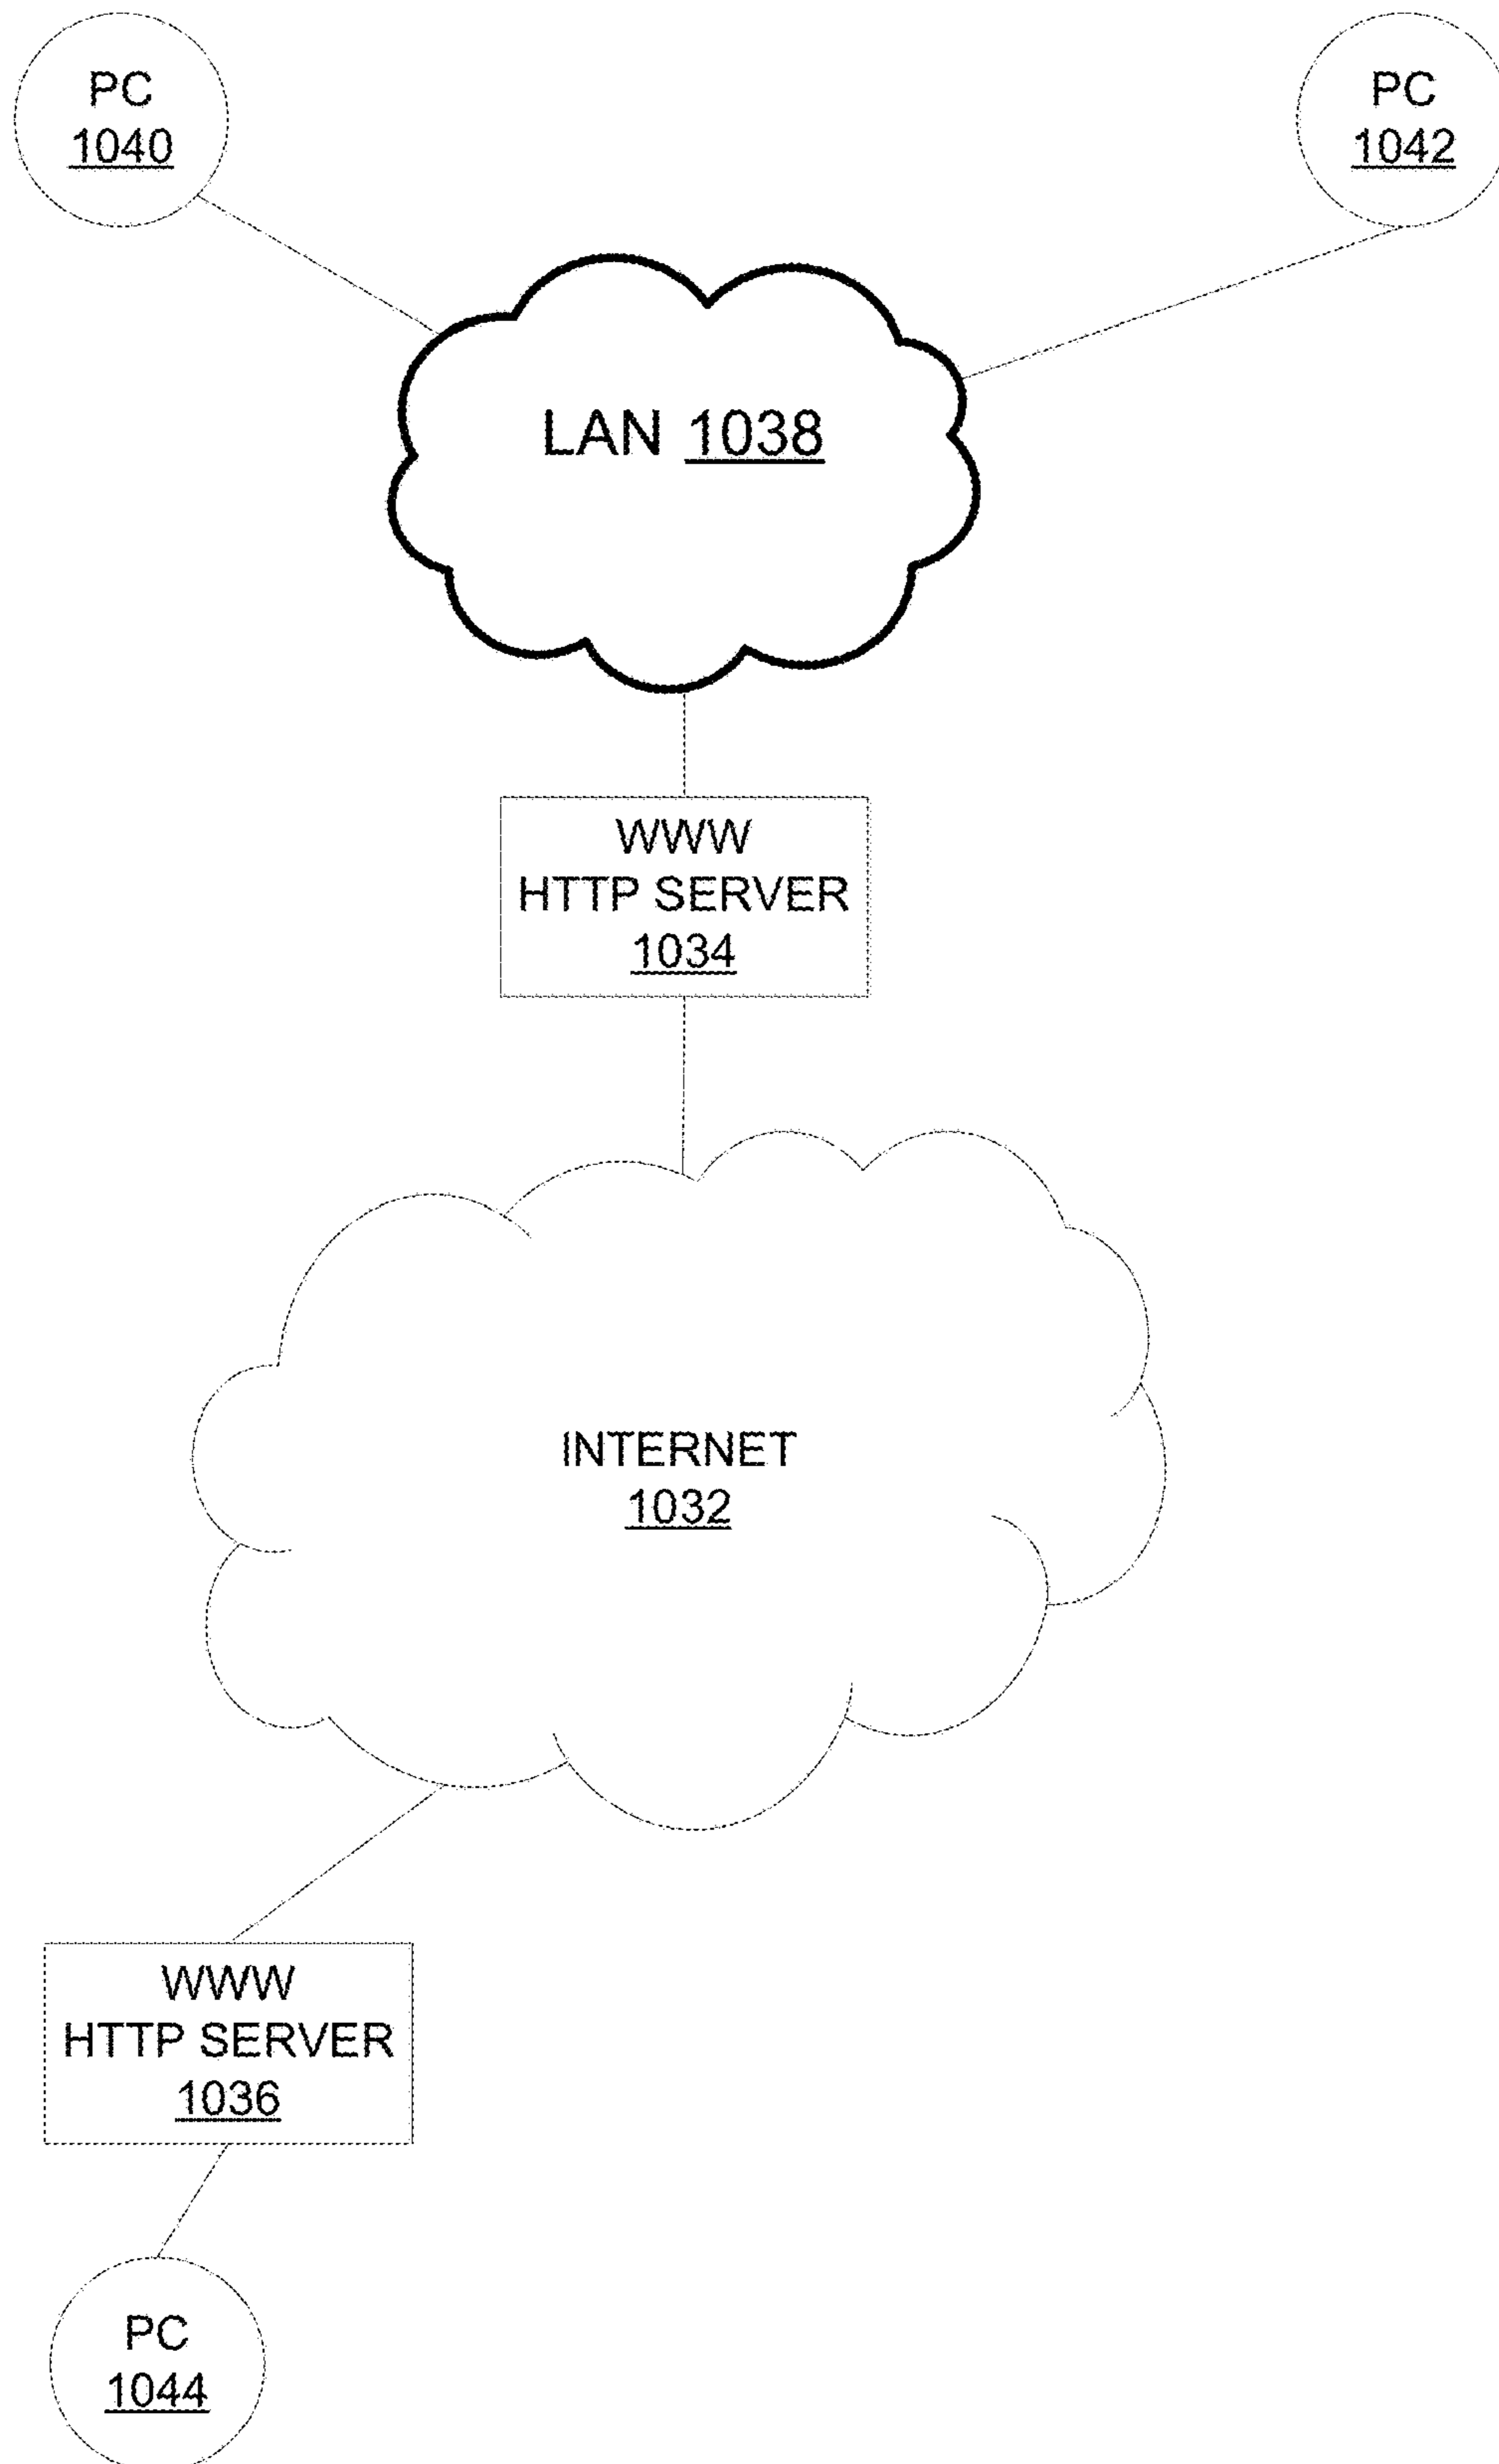 PC
1040
PC
1042
LAN 1038
WWW
HTTP SERVER
1034
INTERNET
1032
WWW
HTTP SERVER
1036
PC
1044